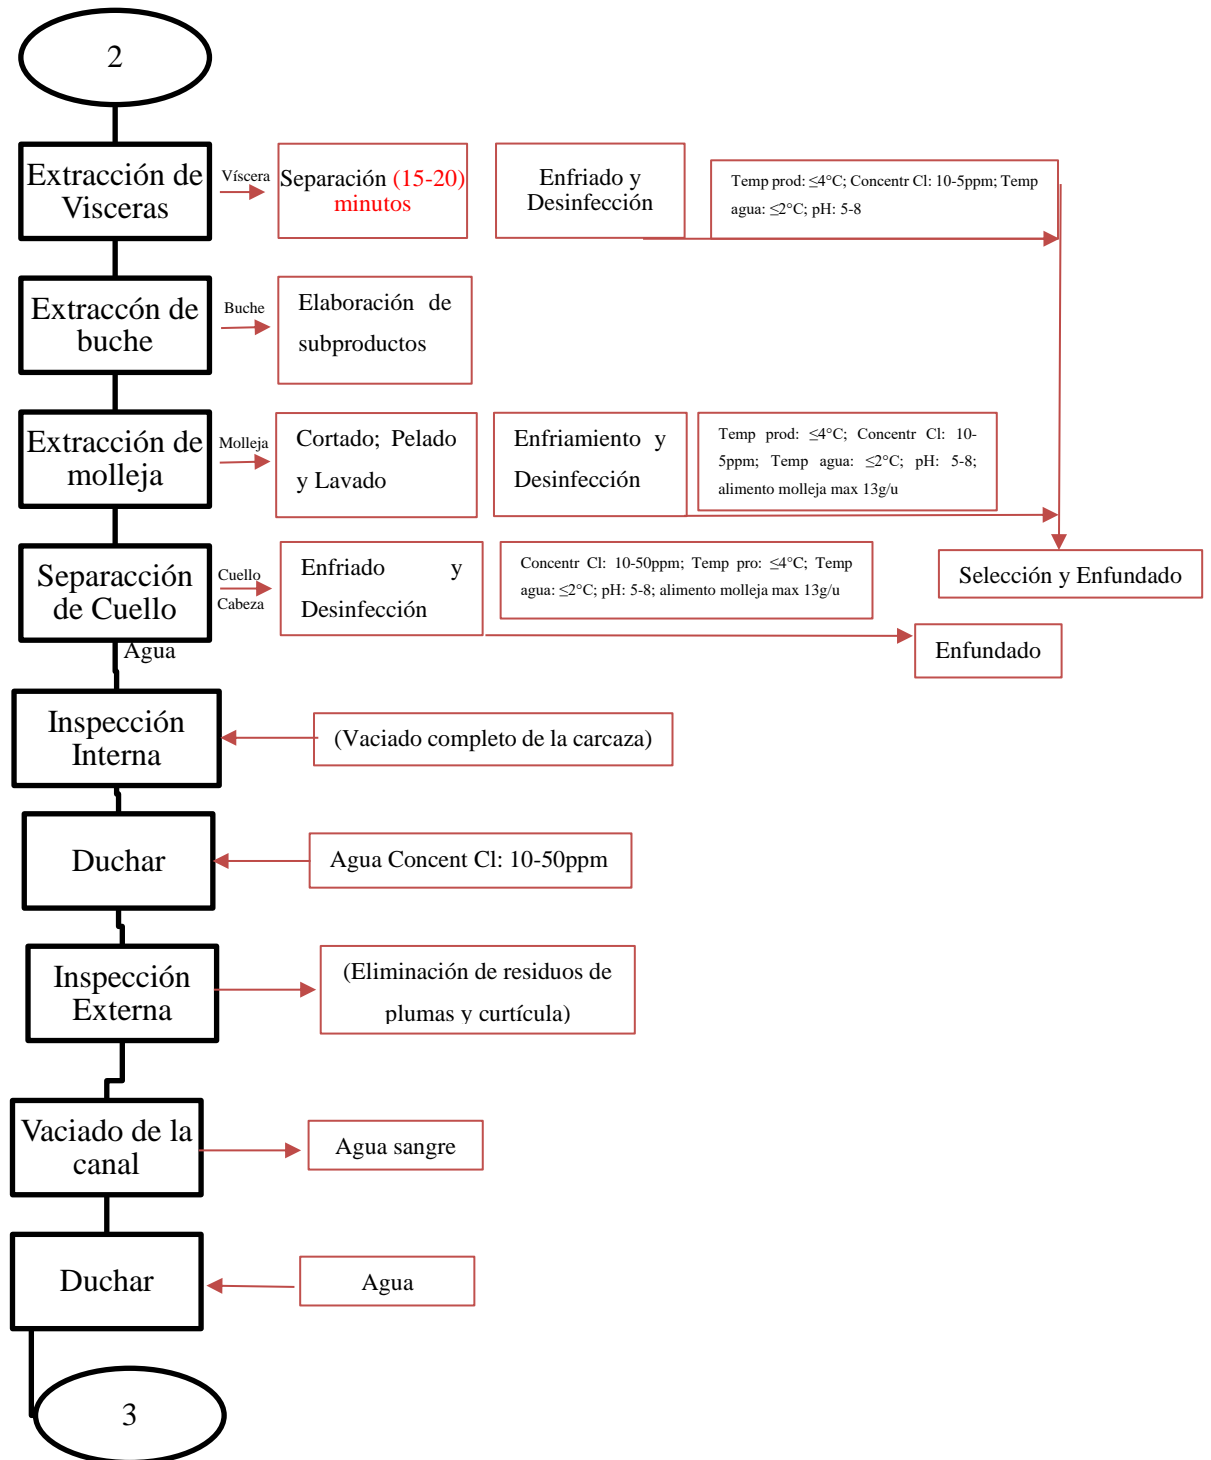 2
Extracción de
Visceras
Víscera
Separación (15-20)
minutos
Enfriado y
Desinfección
Temp prod: ≤4°C; Concentr Cl: 10-5ppm; Temp
agua: ≤2°C; pH: 5-8
Extraccón de
buche
Buche
Elaboración de
subproductos
Extracción de
molleja
Molleja
Cortado; Pelado
y Lavado
Enfriamiento y
Desinfección
Temp prod: ≤4°C; Concentr Cl: 10-
5ppm; Temp agua: ≤2°C; pH: 5-8;
alimento molleja max 13g/u
Selección y Enfundado
Separacción
de Cuello
Cuello
Cabeza
Enfriado y
Desinfección
Concentr Cl: 10-50ppm; Temp pro: ≤4°C; Temp
agua: ≤2°C; pH: 5-8; alimento molleja max 13g/u
Enfundado
Agua
Inspección
Interna
(Vaciado completo de la carcaza)
Duchar
Agua Concent Cl: 10-50ppm
Inspección
Externa
(Eliminación de residuos de
plumas y curtícula)
Vaciado de la
canal
Agua sangre
Duchar
Agua
3